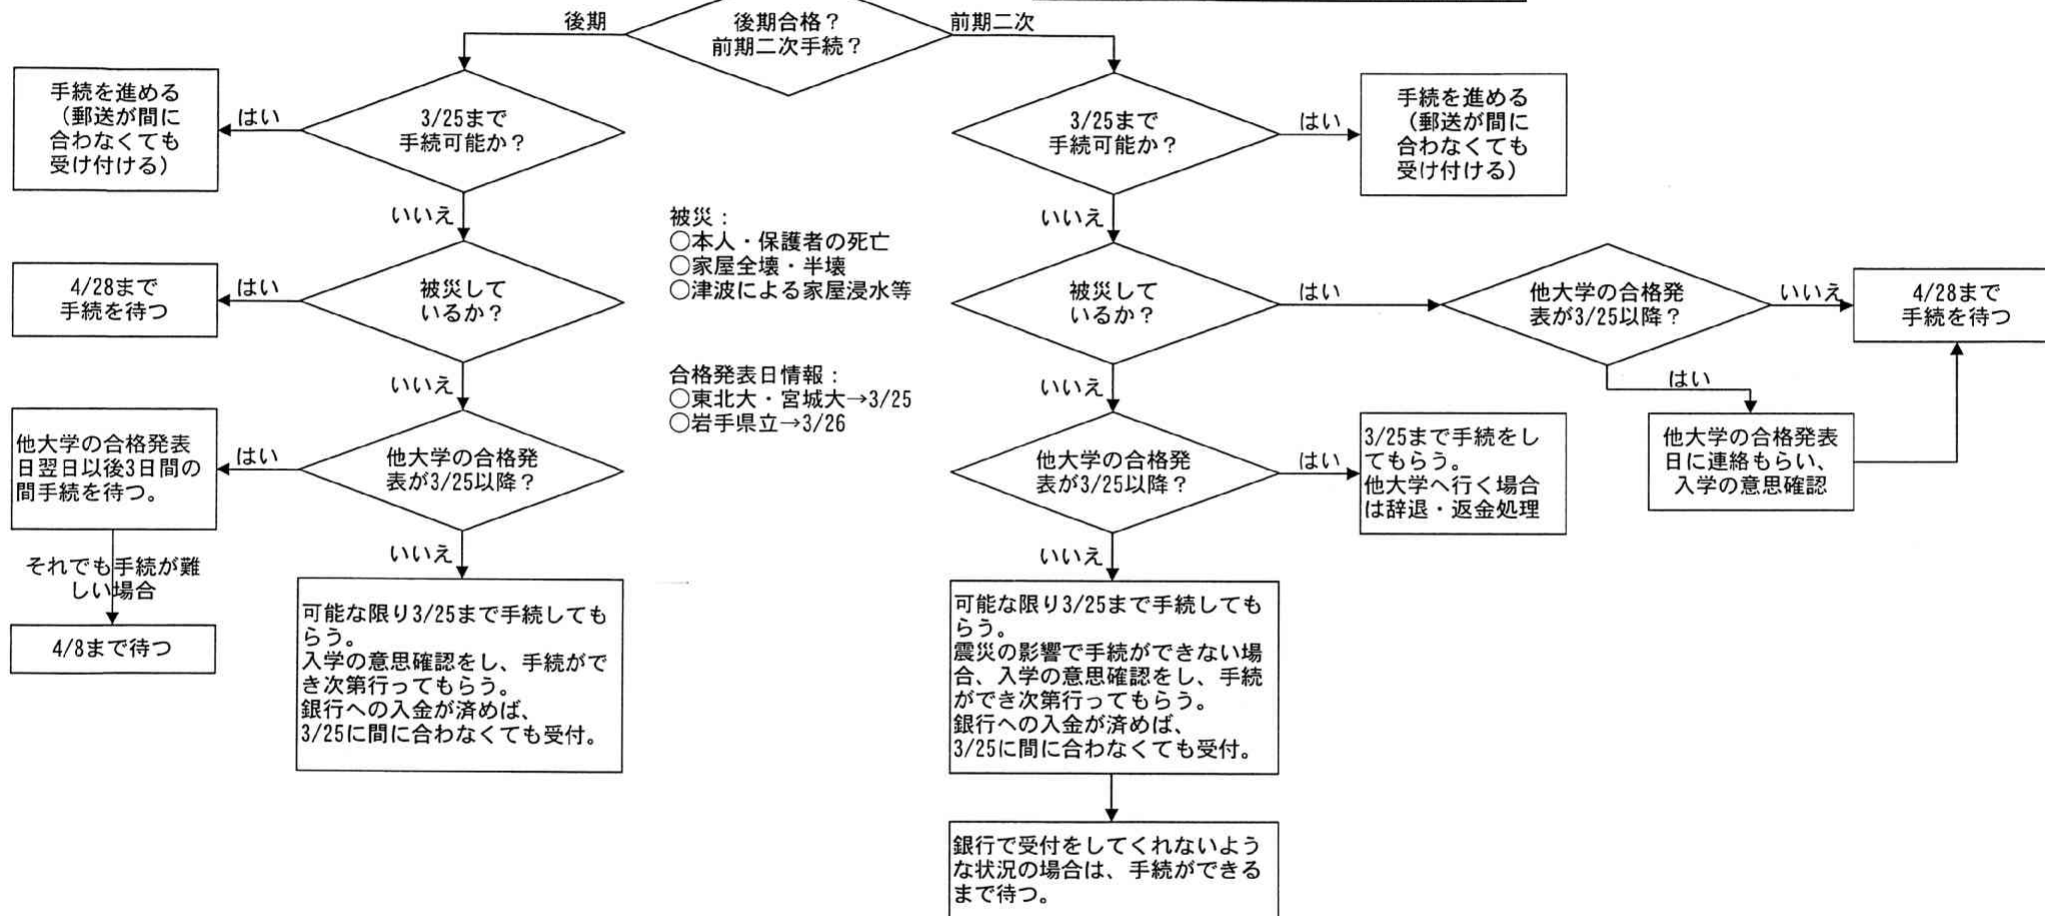 後期
後期合格？
前期二次手続？
前期二次
手続を進める
（郵送が間に
合わなくても
受け付ける）
はい
3/25まで
手続可能か？
いいえ
4/28まで
手続を待つ
はい
被災して
いるか？
いいえ
他大学の合格発表
日翌日以後3日間の
間手続を待つ。
はい
他大学の合格発
表が3/25以降？
いいえ
それでも手続が難
しい場合
4/8まで待つ
可能な限り3/25まで手続しても
らう。
入学の意思確認をし、手続がで
き次第行ってもらう。
銀行への入金が済めば、
3/25に間に合わなくても受付。
被災：
○本人・保護者の死亡
○家屋全壊・半壊
○津波による家屋浸水等
合格発表日情報：
○東北大・宮城大→3/25
○岩手県立→3/26
3/25まで
手続可能か？
はい
手続を進める
（郵送が間に
合わなくても
受け付ける）
いいえ
被災して
いるか？
はい
他大学の合格発
表が3/25以降？
いいえ
4/28まで
手続を待つ
はい
他大学の合格発表
日に連絡もらい、
入学の意思確認
いいえ
他大学の合格発
表が3/25以降？
はい
3/25まで手続をし
てもらう。
他大学へ行く場合
は辞退・返金処理
いいえ
可能な限り3/25まで手続しても
らう。
震災の影響で手続ができない場
合、入学の意思確認をし、手続
ができ次第行ってもらう。
銀行への入金が済めば、
3/25に間に合わなくても受付。
銀行で受付をしてくれないよう
な状況の場合は、手続ができる
まで待つ。